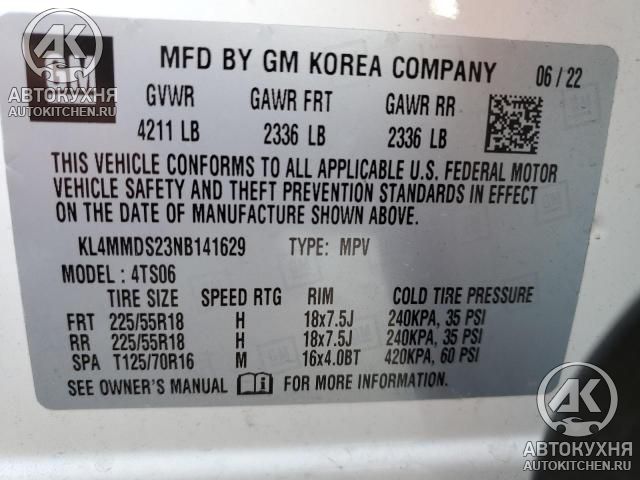 GM
MFD BY GM KOREA COMPANY 06 / 22
GVWR GAWR FRT GAWR RR
4211 LB 2336 LB 2336 LB
THIS VEHICLE CONFORMS TO ALL APPLICABLE U.S. FEDERAL MOTOR
VEHICLE SAFETY AND THEFT PREVENTION STANDARDS IN EFFECT
ON THE DATE OF MANUFACTURE SHOWN ABOVE.
KL4MMDS23NB141629 TYPE: MPV
MODEL : 4TS06
TIRE SIZE SPEED RTG RIM COLD TIRE PRESSURE
FRT 225/55R18 H 18x7.5J 240KPA, 35 PSI
RR 225/55R18 H 18x7.5J 240KPA, 35 PSI
SPA T125/70R16 M 16x4.0BT 420KPA, 60 PSI
SEE OWNER'S MANUAL FOR MORE INFORMATION.
АК
АВТОКУХНЯ
AUTOKITCHEN.RU
АК
АВТОКУХНЯ
AUTOKITCHEN.RU